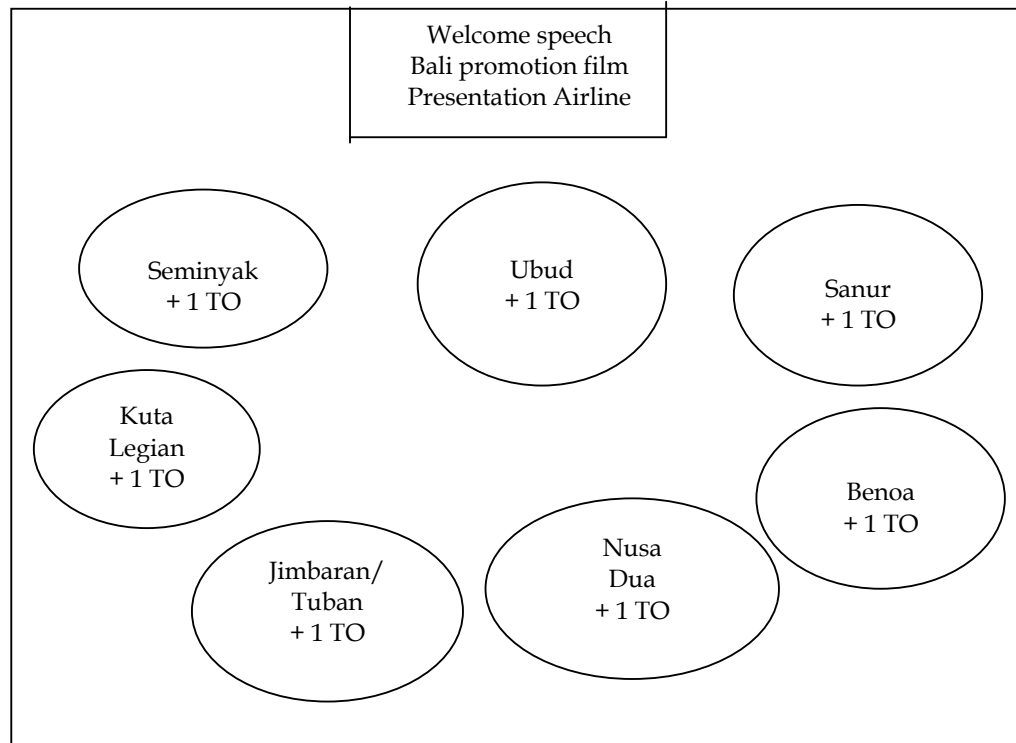 Welcome speech
Bali promotion film
Presentation Airline
Seminyak
+ 1 TO
Ubud
+ 1 TO
Sanur
+ 1 TO
Kuta
Legian
+ 1 TO
Benoa
+ 1 TO
Jimbaran/
Tuban
+ 1 TO
Nusa
Dua
+ 1 TO